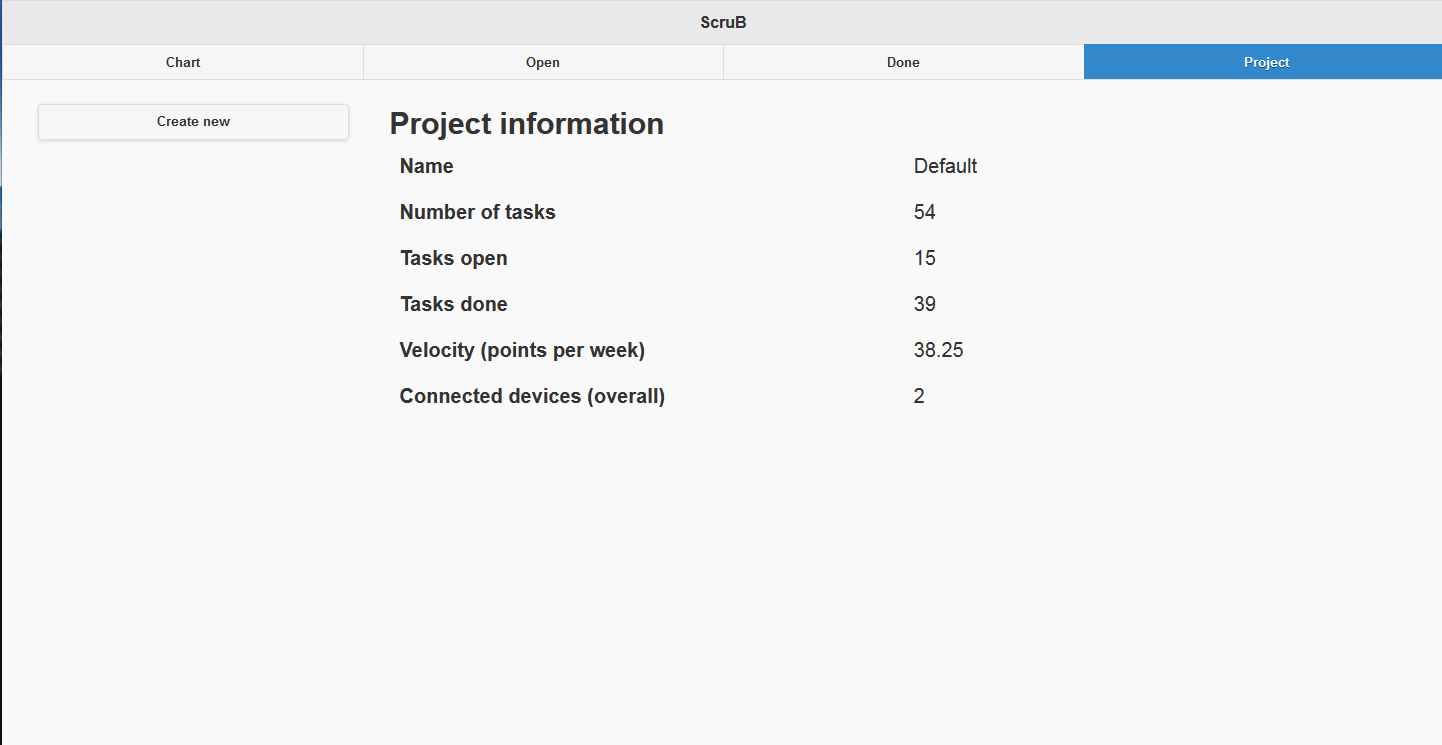 ScruB
Chart Open Done Project
Create new
Project information
Name Default
Number of tasks 54
Tasks open 15
Tasks done 39
Velocity (points per week) 38.25
Connected devices (overall) 2